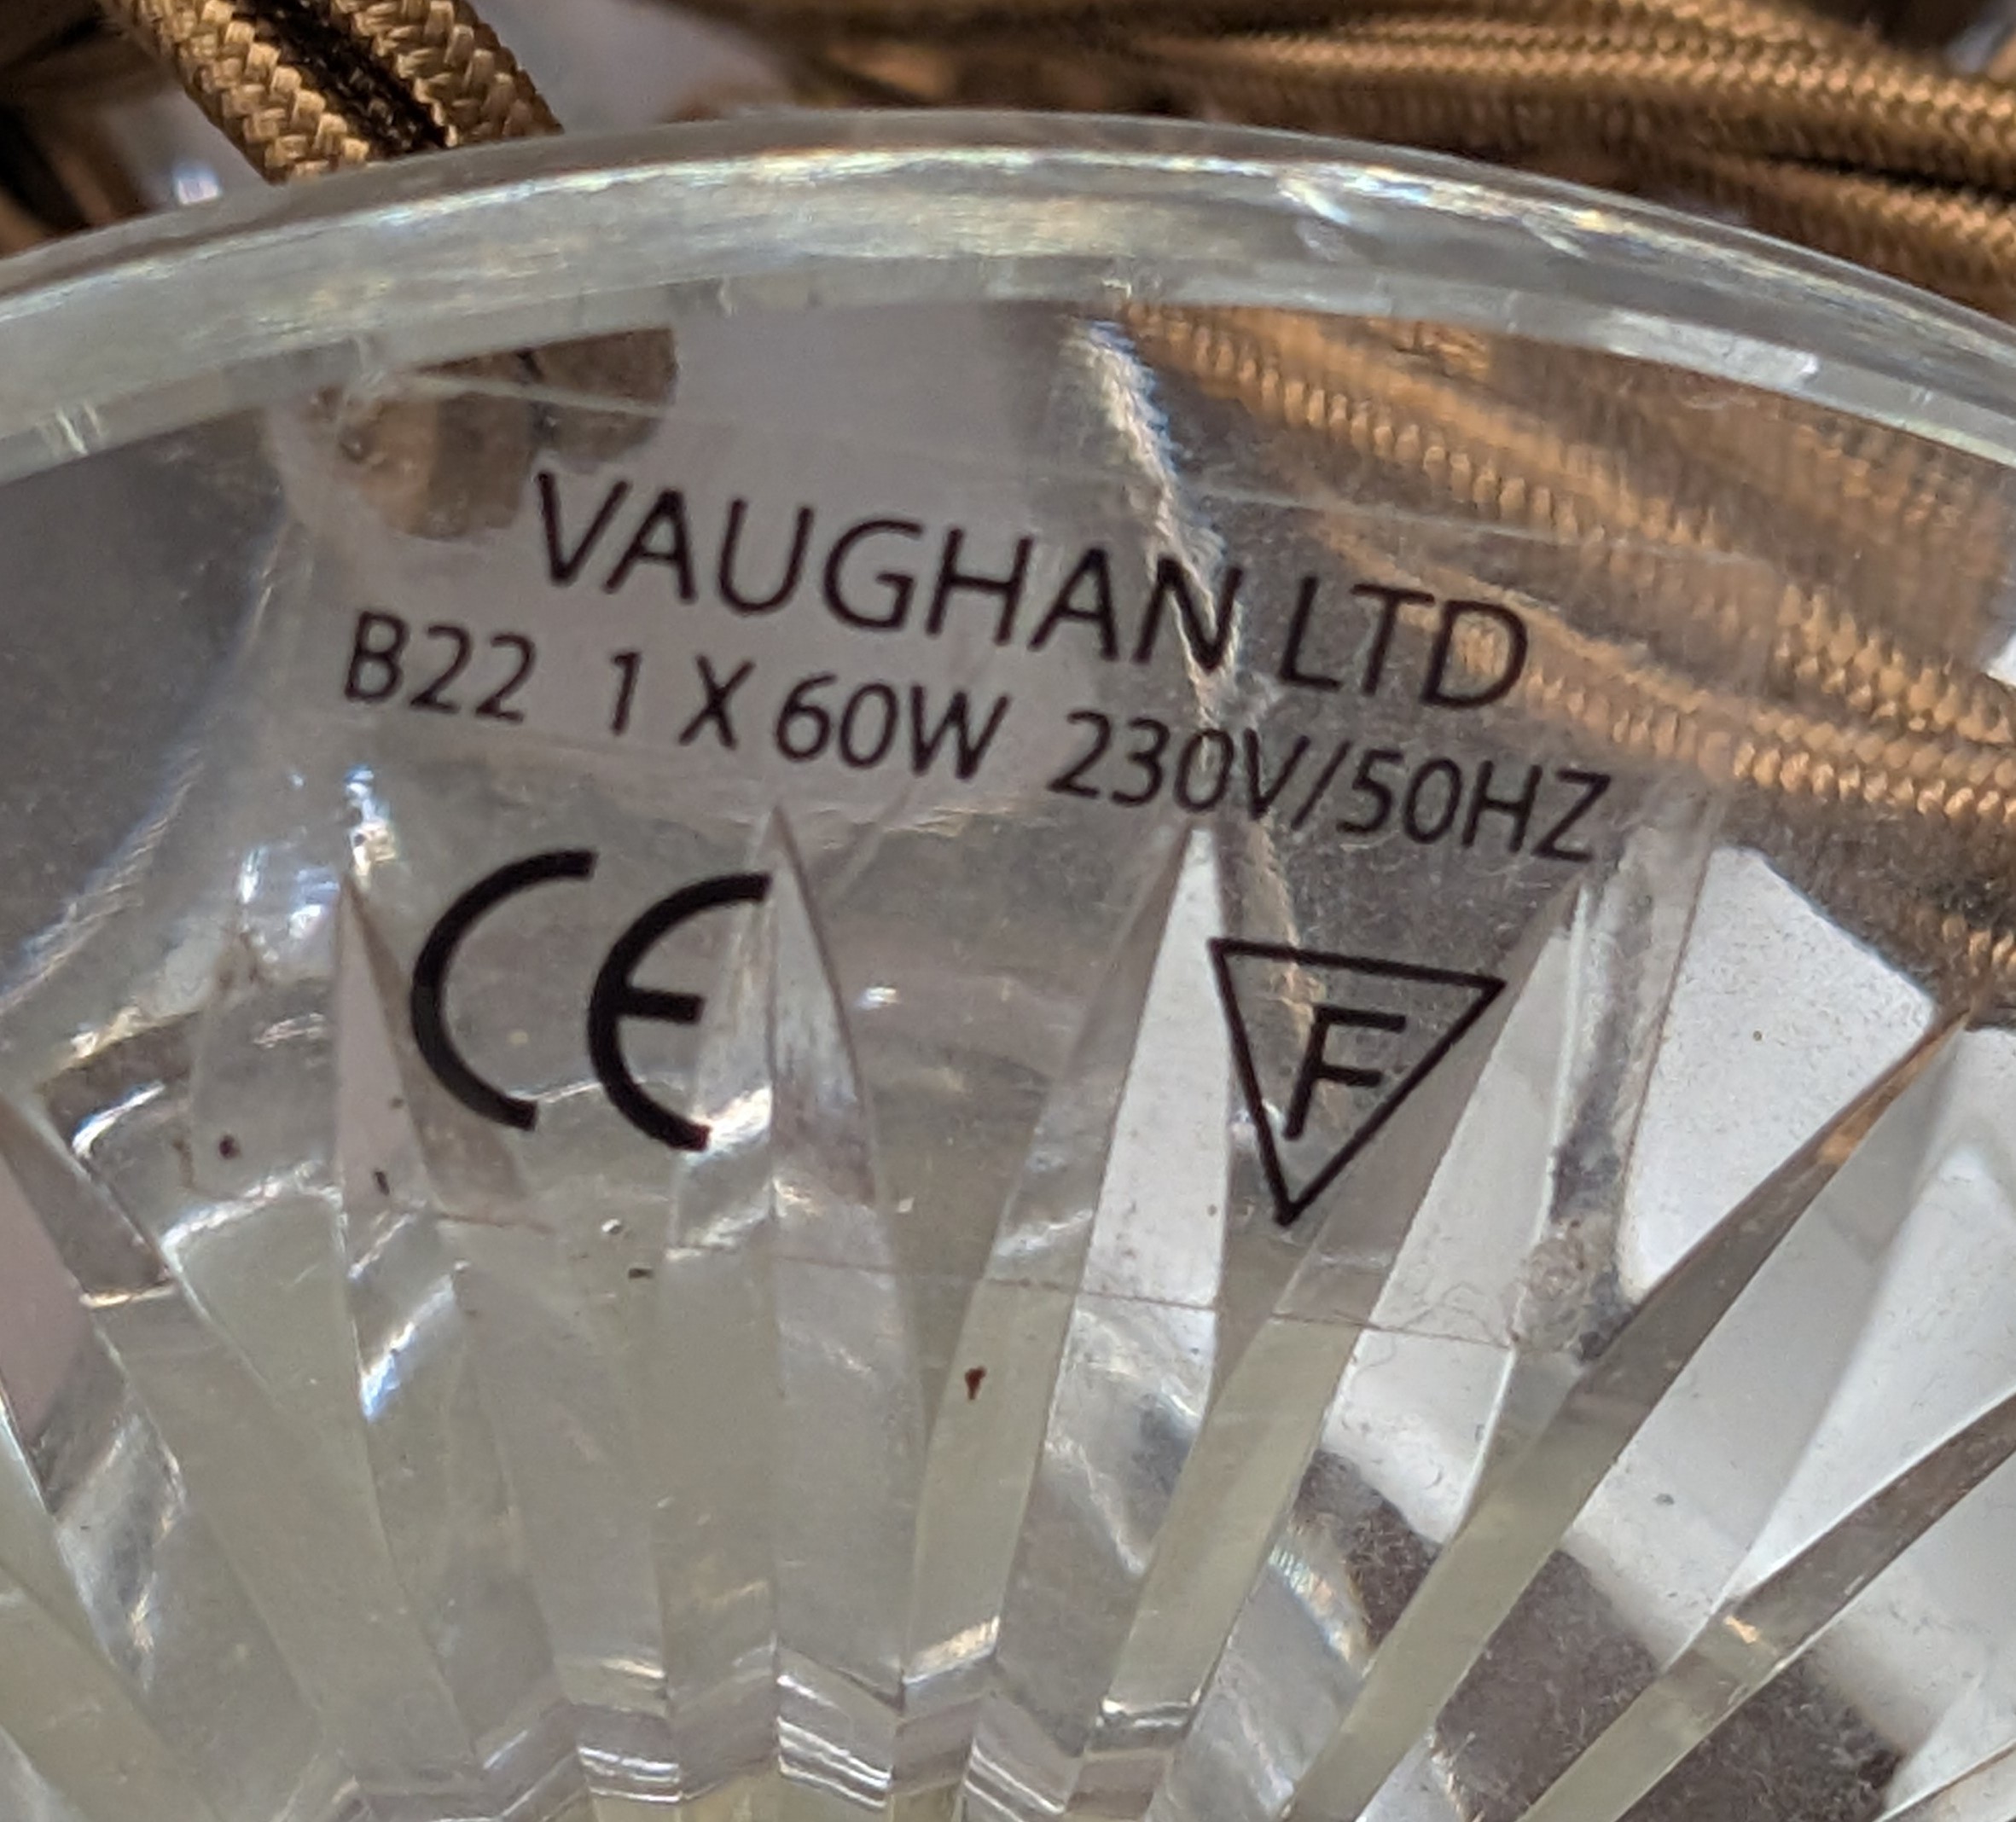 VAUGHAN LTD
B22 1 X 60W 230V/50HZ
CE F